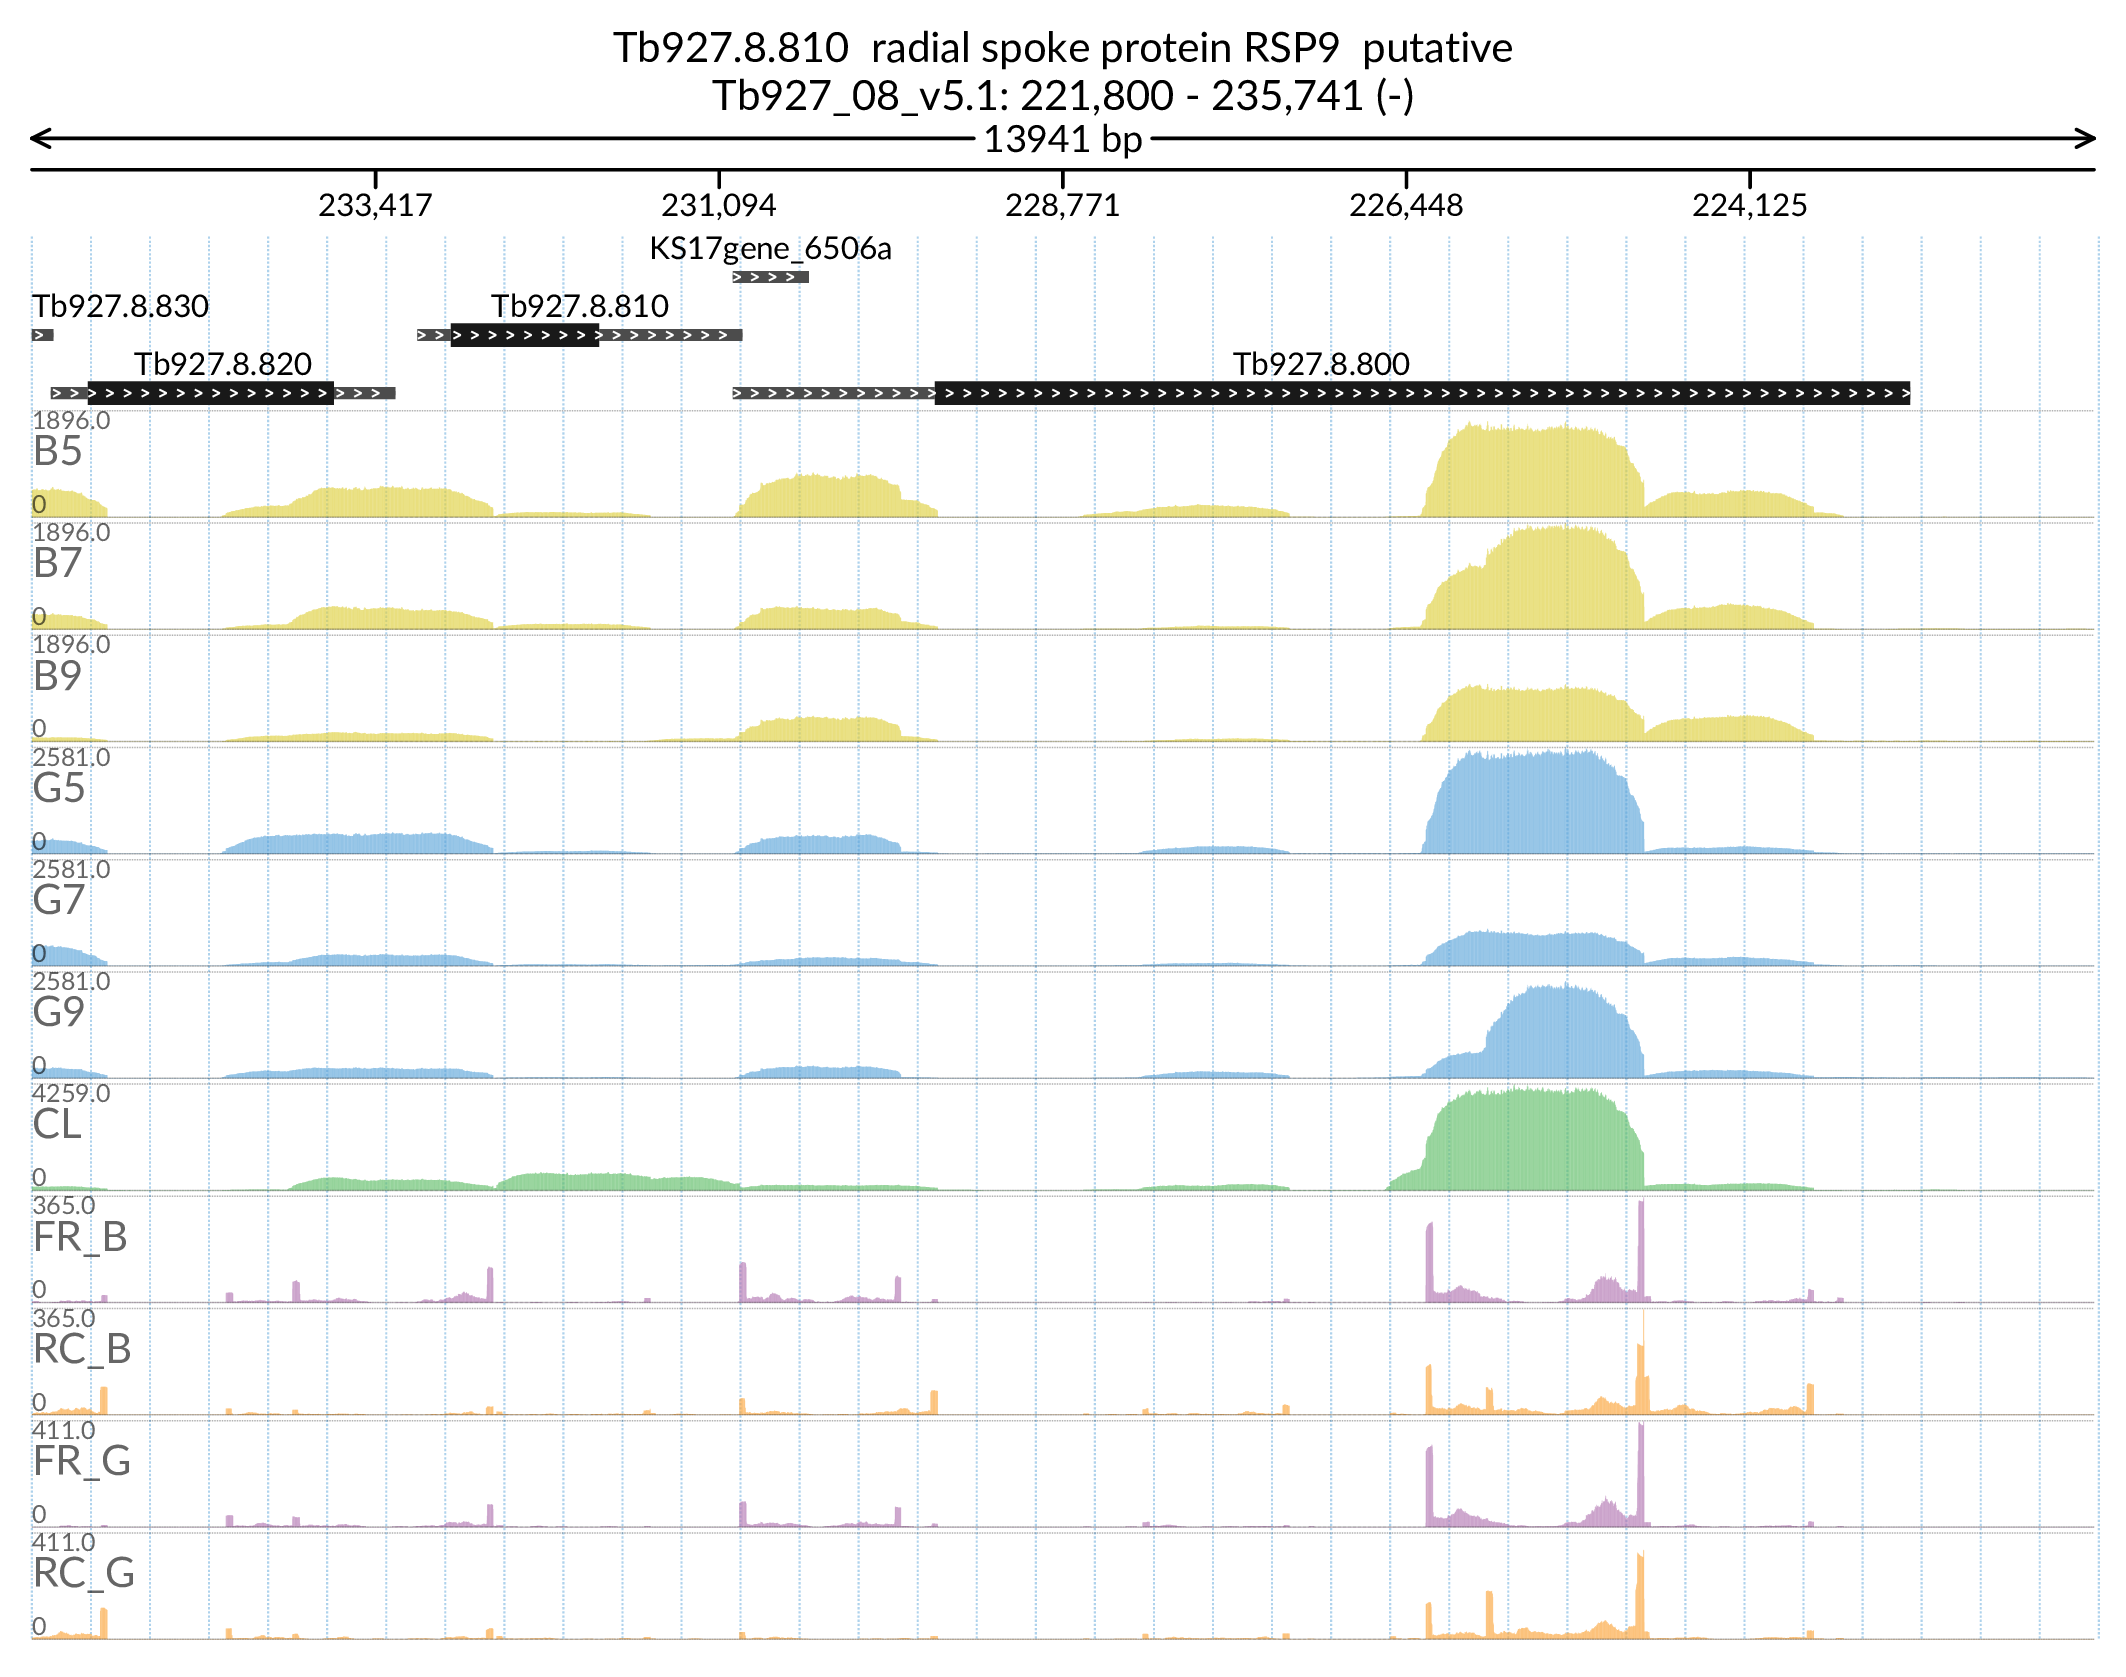 Tb927.8.810 radial spoke protein RSP9 putative
Tb927_08_v5.1: 221,800 - 235,741 (-)
13941 bp
233,417 231,094 228,771 226,448 224,125
KS17gene_6506a
Tb927.8.830 Tb927.8.810
Tb927.8.820 Tb927.8.800
1896.0
B5
0
1896.0
B7
0
1896.0
B9
0
2581.0
G5
0
2581.0
G7
0
2581.0
G9
0
4259.0
CL
0
365.0
FR_B
0
365.0
RC_B
0
411.0
FR_G
0
411.0
RC_G
0